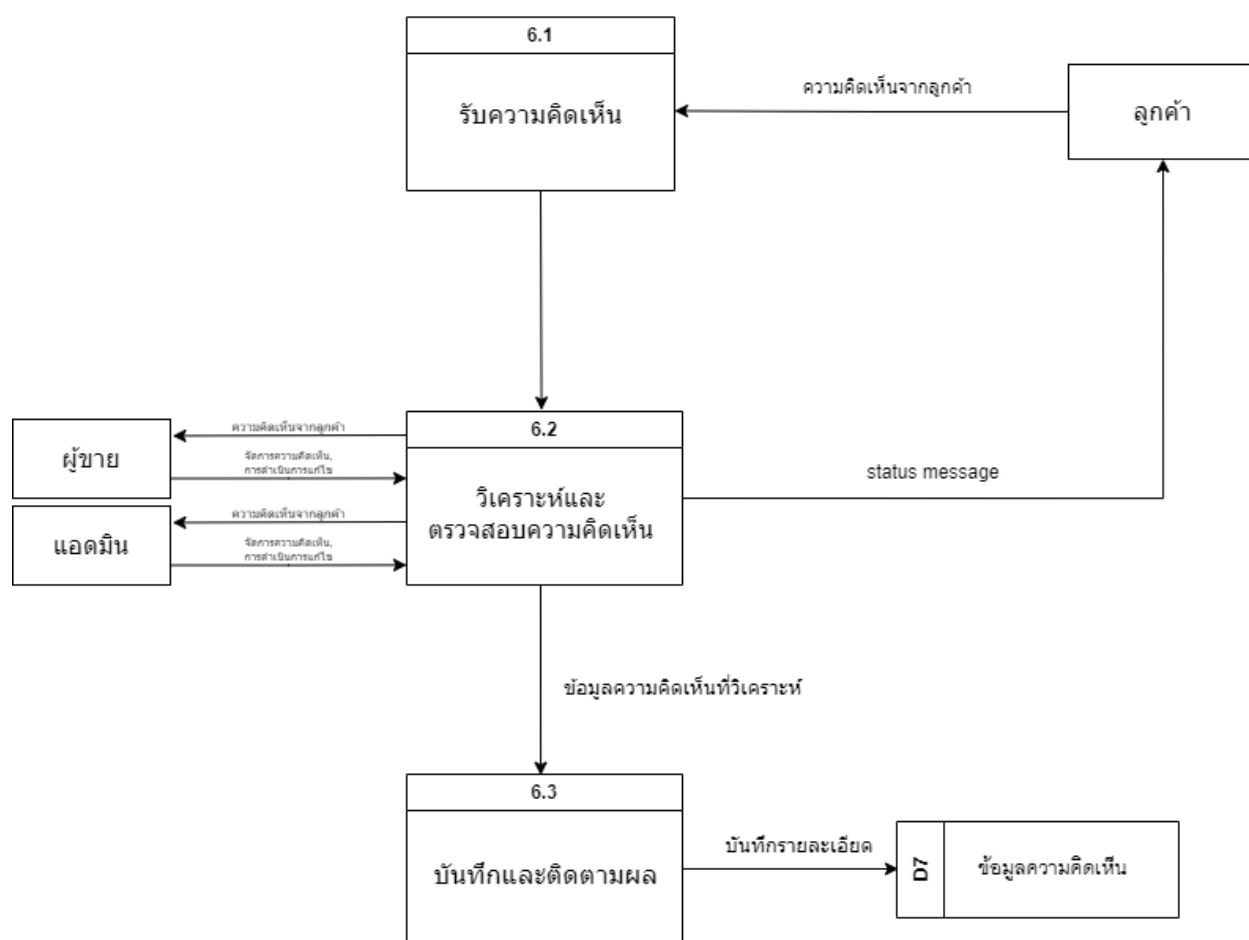 6.1
รับความคิดเห็น
ความคิดเห็นจากลูกค้า
ลูกค้า
ผู้ขาย
ความคิดเห็นจากลูกค้า
จัดการความคิดเห็น,
การดำเนินการแก้ไข
แอดมิน
ความคิดเห็นจากลูกค้า
จัดการความคิดเห็น,
การดำเนินการแก้ไข
6.2
วิเคราะห์และ
ตรวจสอบความคิดเห็น
status message
ข้อมูลความคิดเห็นที่วิเคราะห์
6.3
บันทึกและติดตามผล
บันทึกรายละเอียด
D7
ข้อมูลความคิดเห็น